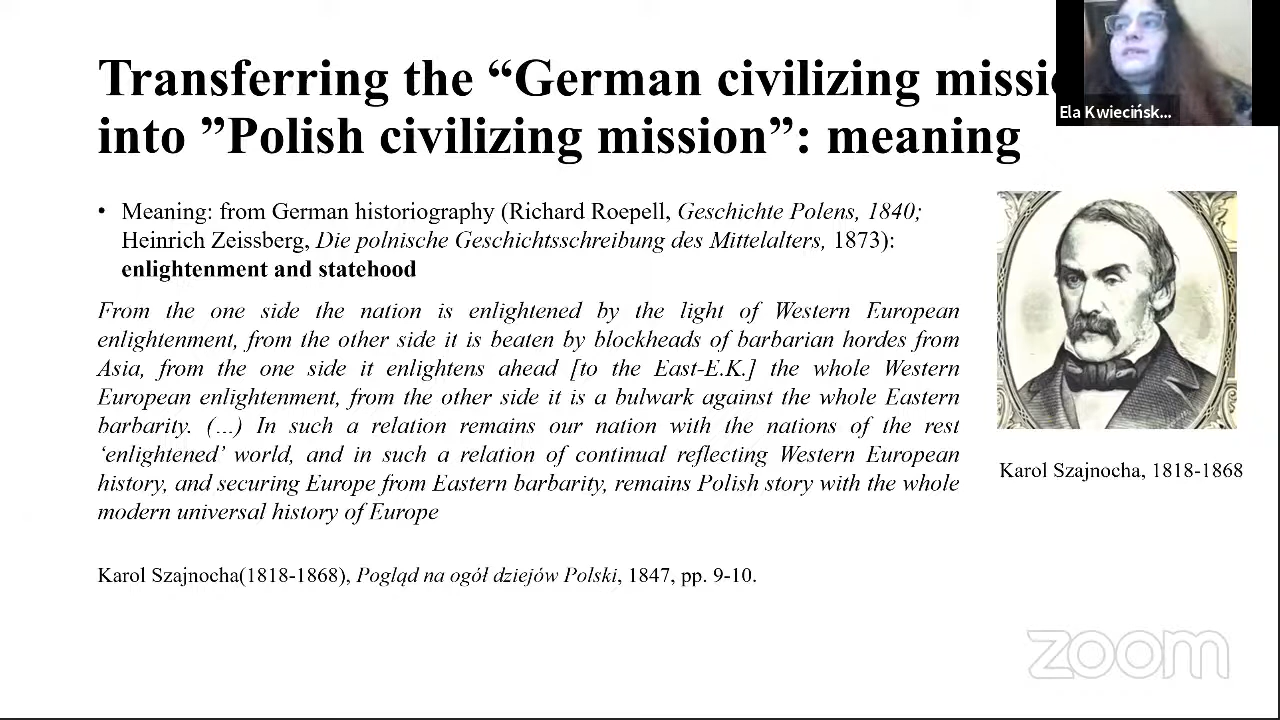 Transferring the “German civilizing missi
into ”Polish civilizing mission”: meaning
Ela Kwiecińsk...
• Meaning: from German historiography (Richard Roepell, Geschichte Polens, 1840;
Heinrich Zeissberg, Die polnische Geschichtsschreibung des Mittelalters, 1873):
enlightenment and statehood
From the one side the nation is enlightened by the light of Western European
enlightenment, from the other side it is beaten by blockheads of barbarian hordes from
Asia, from the one side it enlightens ahead [to the East-E.K.] the whole Western
European enlightenment, from the other side it is a bulwark against the whole Eastern
barbarity. (…) In such a relation remains our nation with the nations of the rest
‘enlightened’ world, and in such a relation of continual reflecting Western European
history, and securing Europe from Eastern barbarity, remains Polish story with the whole
modern universal history of Europe
Karol Szajnocha, 1818-1868
Karol Szajnocha(1818-1868), Pogląd na ogół dziejów Polski, 1847, pp. 9-10.
zoom